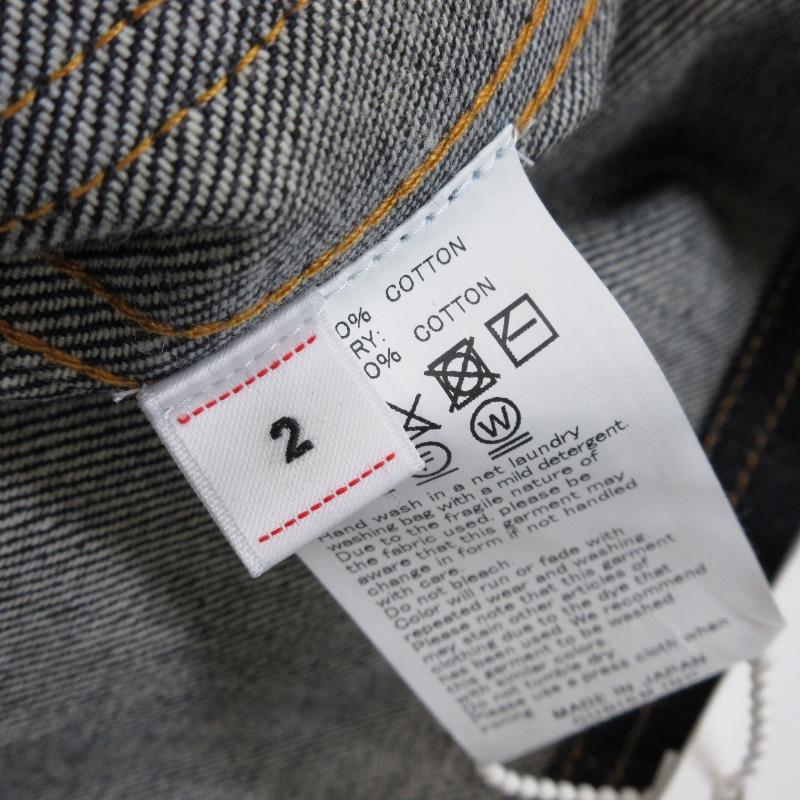 0% COTTON
RY:
0% COTTON
2
F
W
Hand wash in a net laundry
washing bag with a mild detergent.
Due to the fragile nature of
the fabric used, please be
aware that this garment may
change in form if not handled
with care.
Do not bleach.
Color will run or fade with
repeated wear and washing.
Please note that this garment
may stain other articles of
clothing due to the dye that
has been used. We recommend
this garment to be washed
with similar colors.
Do not tumble dry.
Please use a press cloth when
ironing.
MADE IN JAPAN